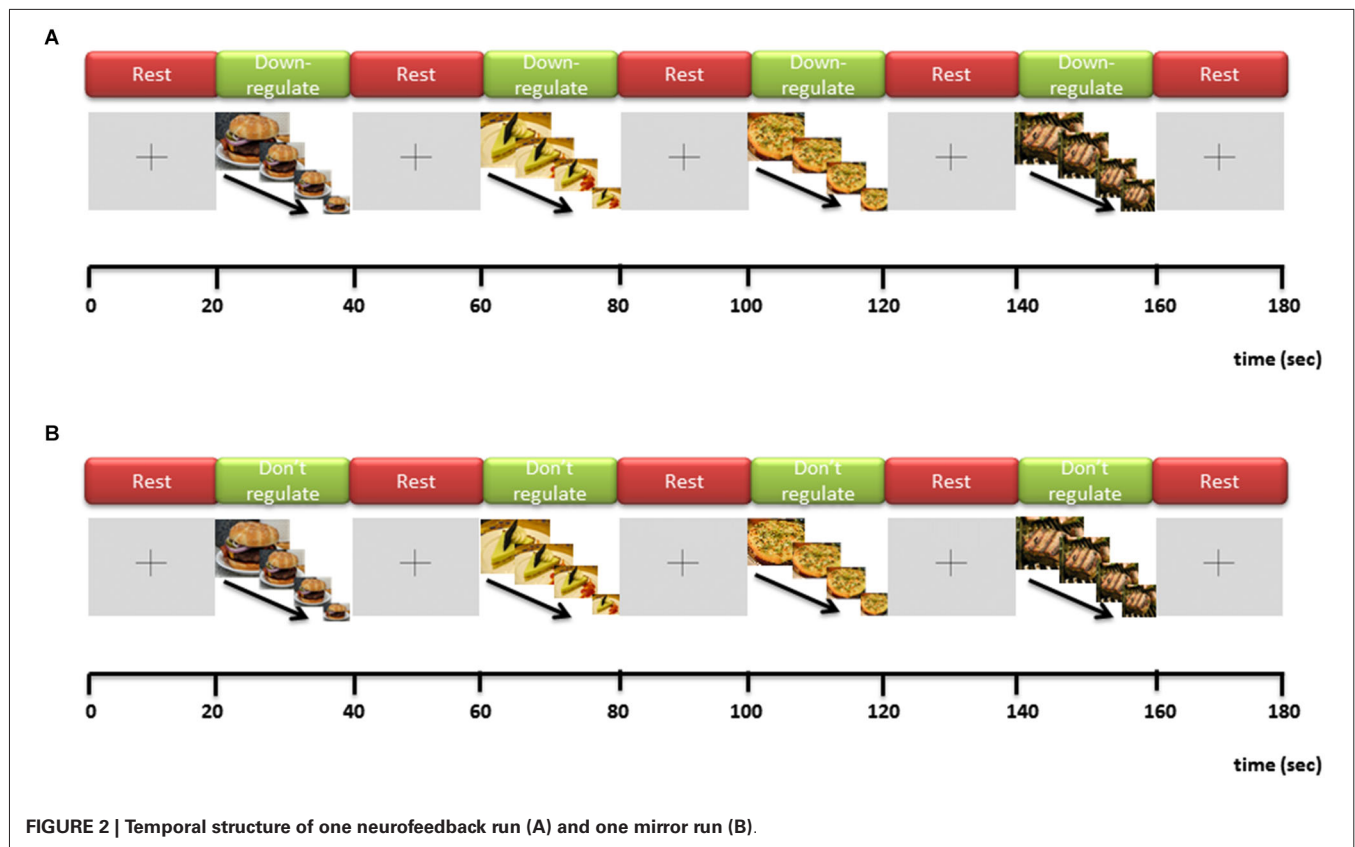 A
Rest Down- Rest Down- Rest Down- Rest Down- Rest
regulate regulate regulate regulate
0 20 40 60 80 100 120 140 160 180
time (sec)
B
Rest Don't Rest Don't Rest Don't Rest Don't Rest
regulate regulate regulate regulate
0 20 40 60 80 100 120 140 160 180
time (sec)
FIGURE 2 | Temporal structure of one neurofeedback run (A) and one mirror run (B).